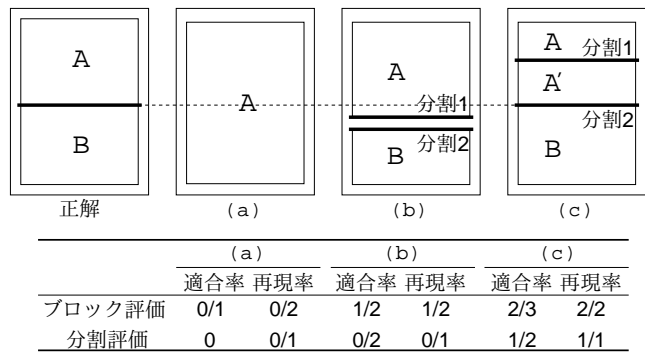 A
B
正解
A
(a)
A
分割1
分割2
B
(b)
A
分割1
A'
分割2
B
(c)
(a) (b) (c)
適合率 再現率 適合率 再現率 適合率 再現率
ブロック評価 0/1 0/2 1/2 1/2 2/3 2/2
分割評価 0 0/1 0/2 0/1 1/2 1/1